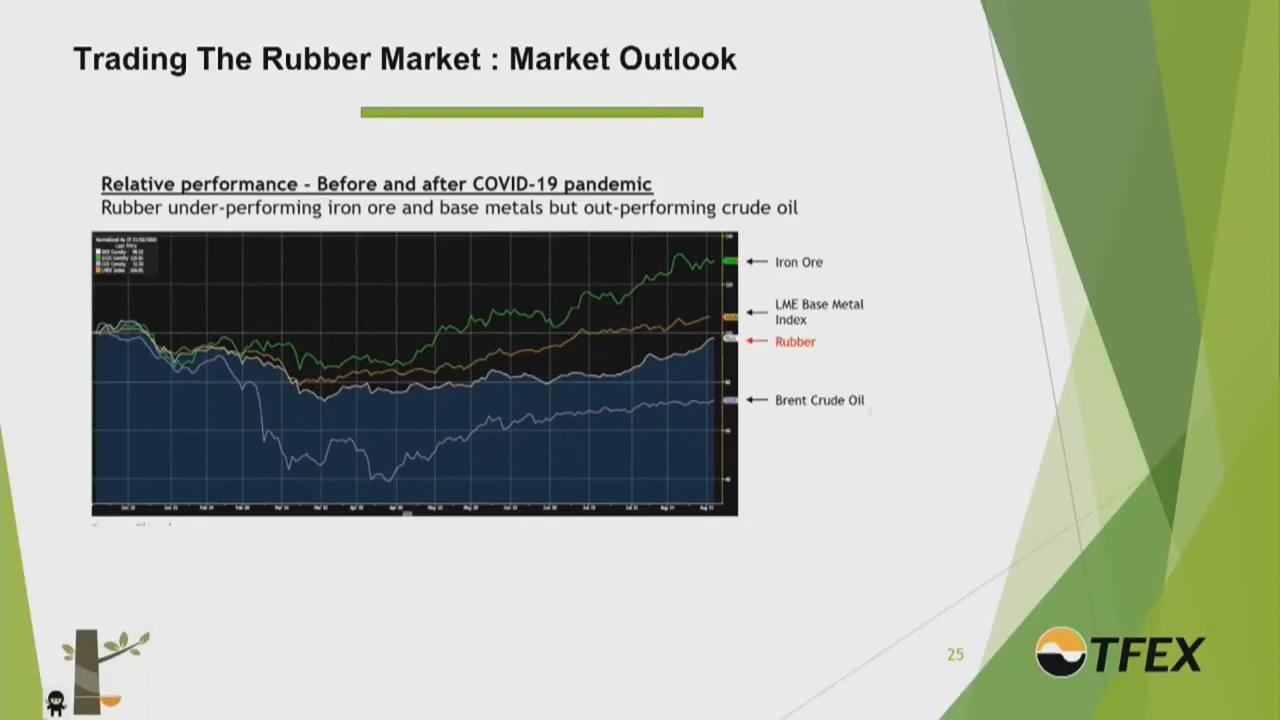 Trading The Rubber Market : Market Outlook
Relative performance - Before and after COVID-19 pandemic
Rubber under-performing iron ore and base metals but out-performing crude oil
Iron Ore
LME Base Metal
Index
Rubber
Brent Crude Oil
25
TFEX